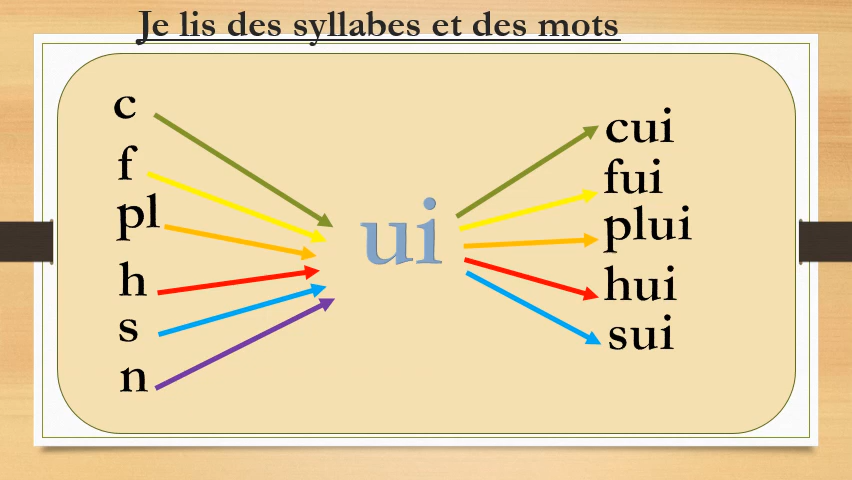 Je lis des syllabes et des mots
c
f
pl
h
s
n
ui
cui
fui
plui
hui
sui